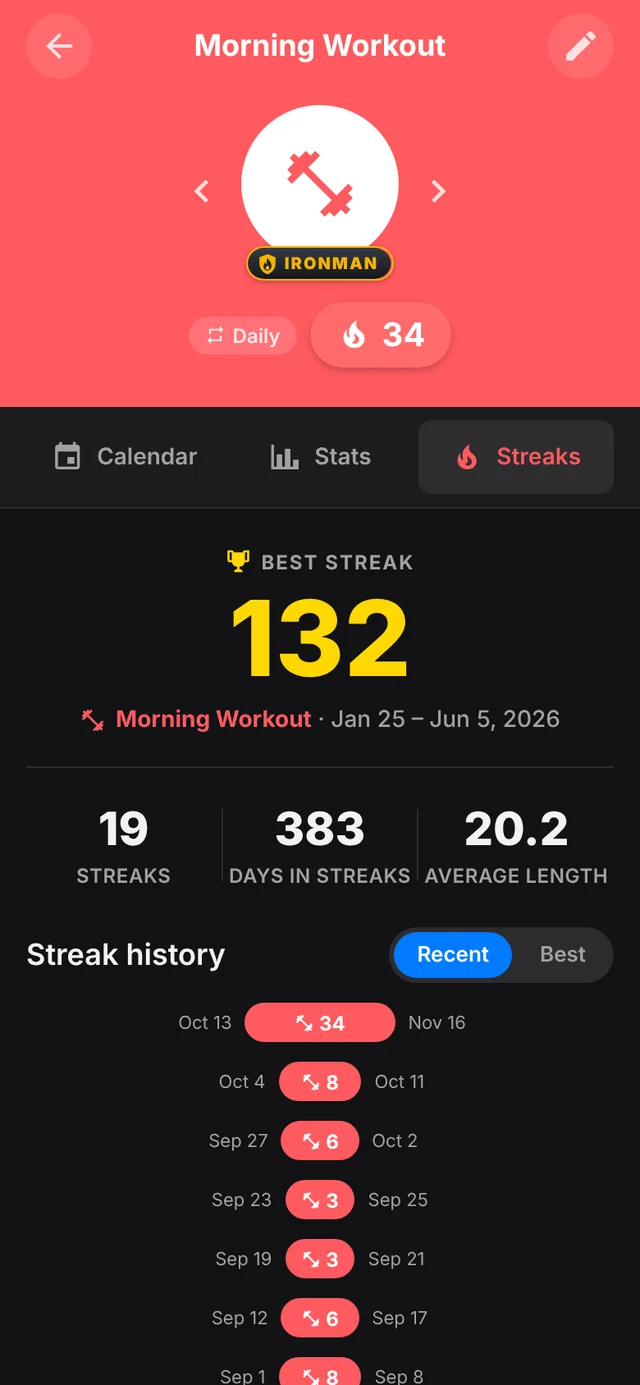 Morning Workout
IRONMAN
Daily 34
Calendar Stats Streaks
BEST STREAK
132
Morning Workout · Jan 25 – Jun 5, 2026
19 383 20.2
STREAKS DAYS IN STREAKS AVERAGE LENGTH
Streak history Recent Best
Oct 13 34 Nov 16
Oct 4 8 Oct 11
Sep 27 6 Oct 2
Sep 23 3 Sep 25
Sep 19 3 Sep 21
Sep 12 6 Sep 17
Sep 1 8 Sep 8